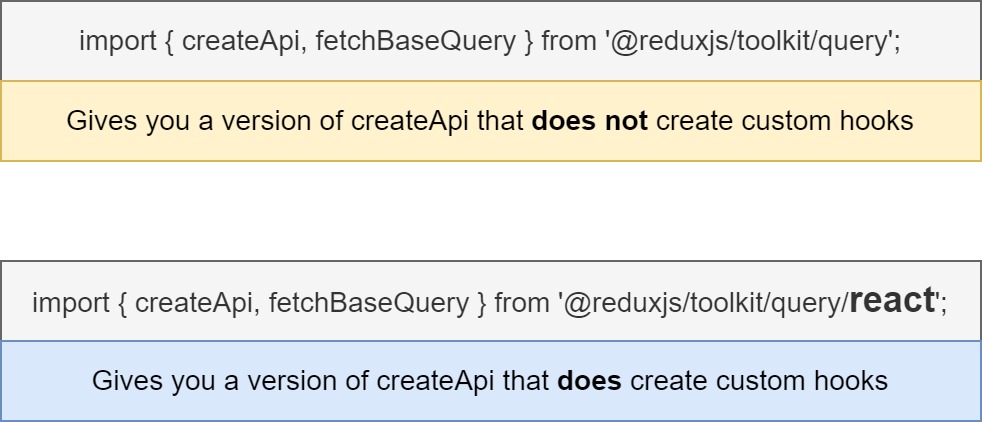 import { createApi, fetchBaseQuery } from '@reduxjs/toolkit/query';
Gives you a version of createApi that does not create custom hooks
import { createApi, fetchBaseQuery } from '@reduxjs/toolkit/query/react';
Gives you a version of createApi that does create custom hooks